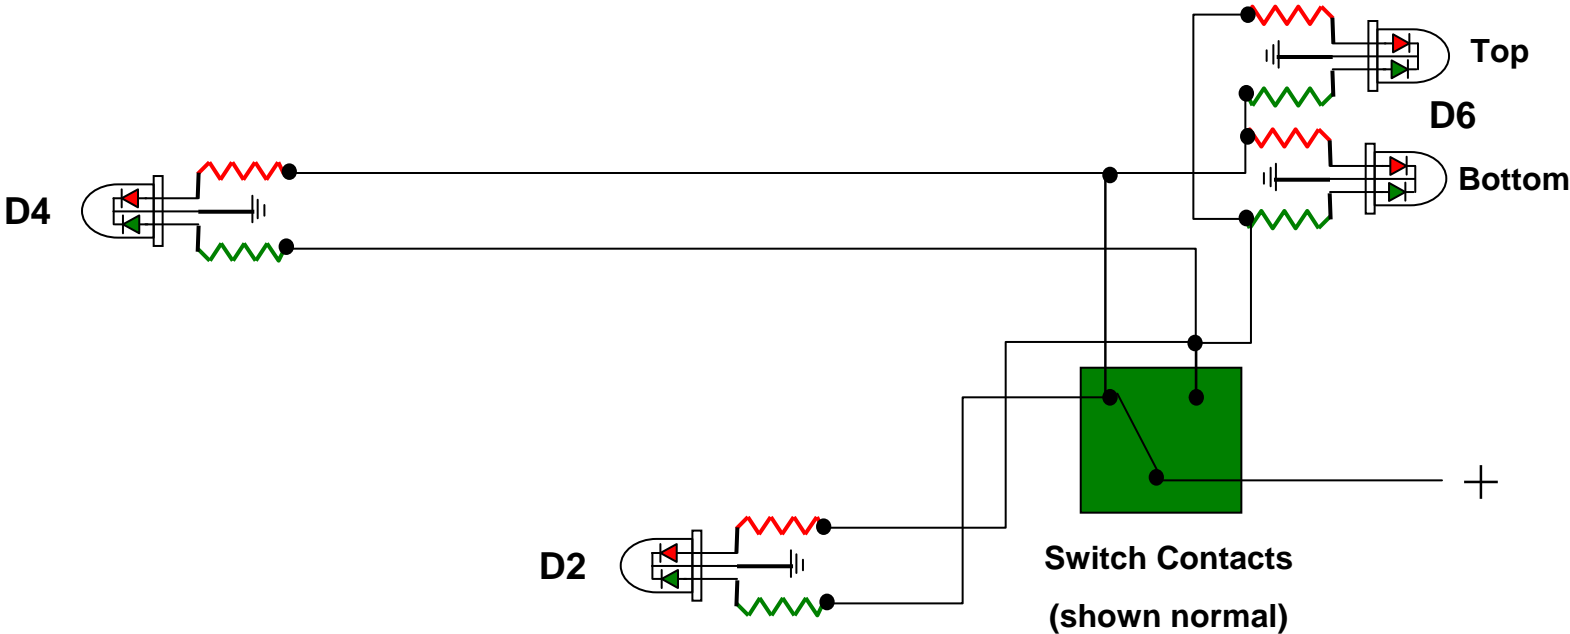 Top
D6
Bottom
D4
D2
+
Switch Contacts
(shown normal)